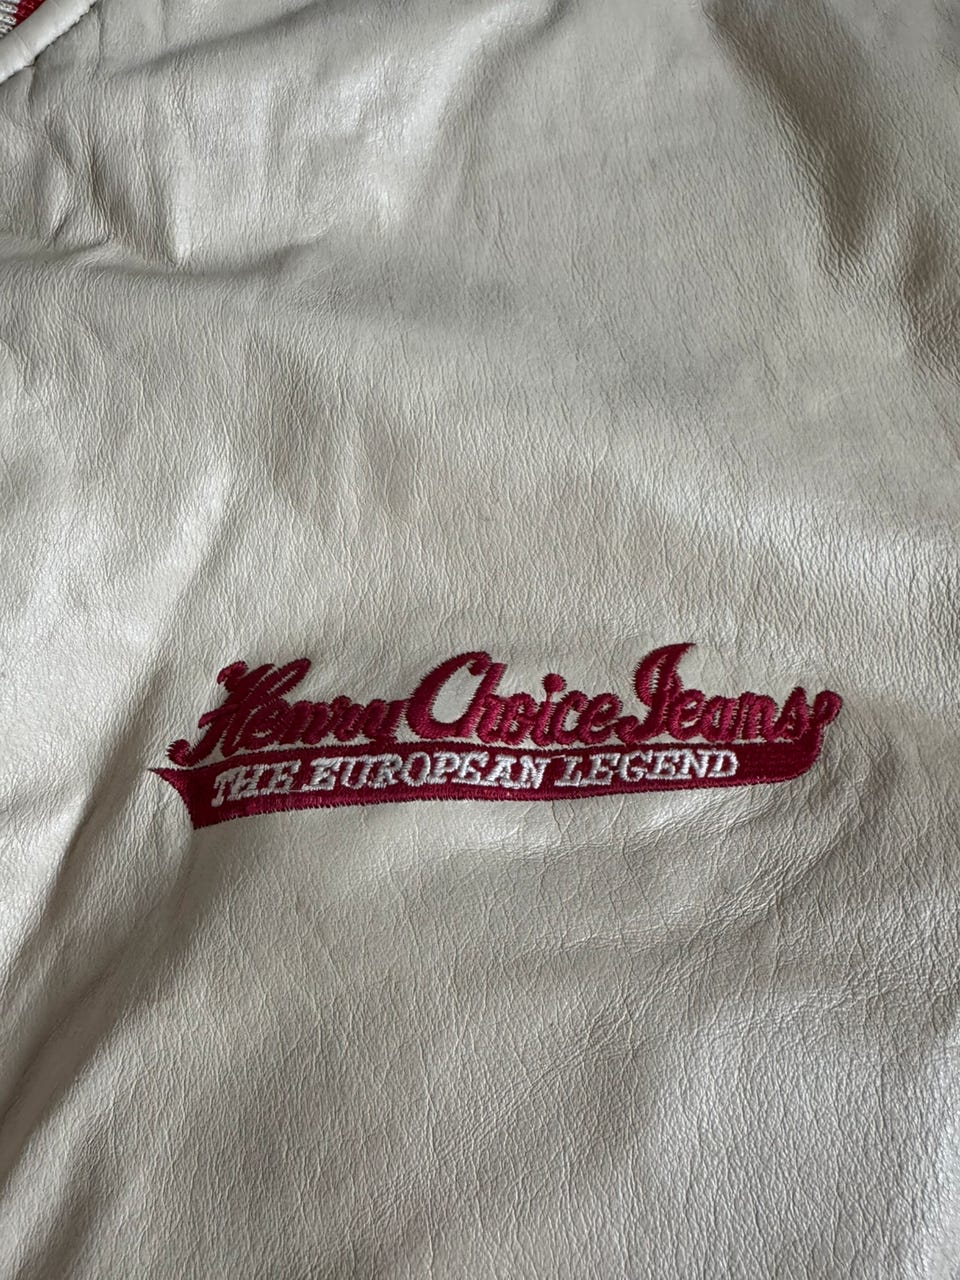 Henry Choice Jeans
THE EUROPEAN LEGEND